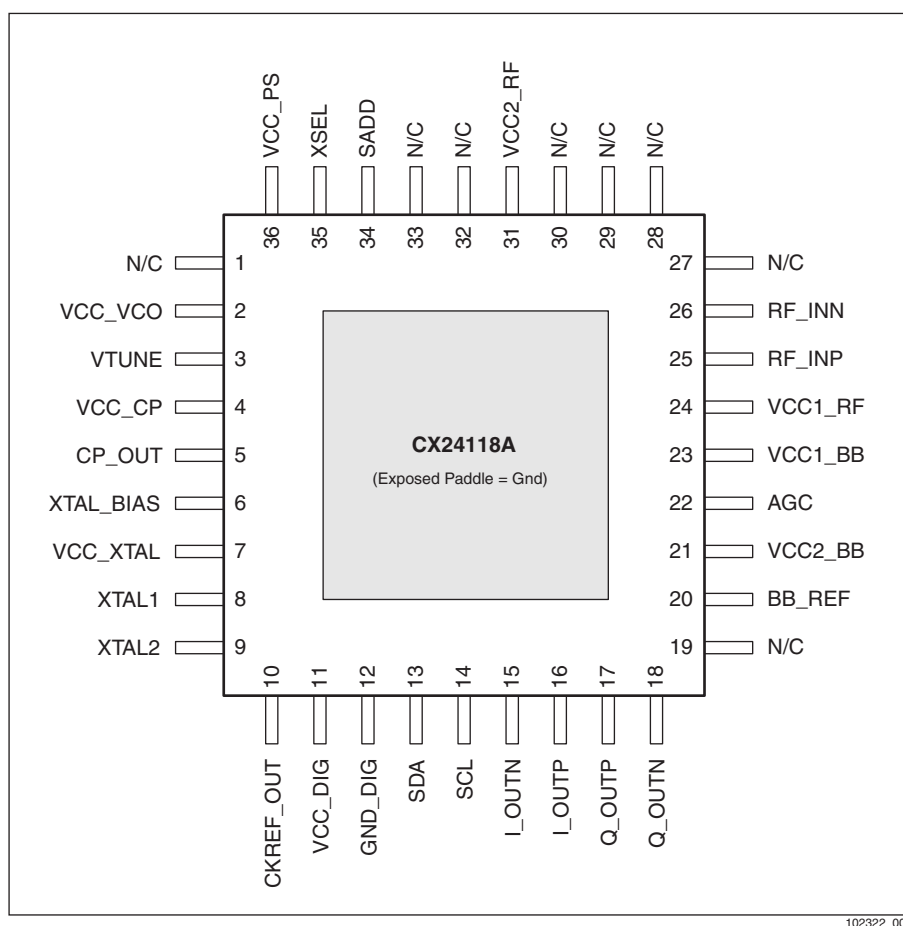 VCC_PS
XSEL
SADD
N/C
N/C
VCC2_RF
N/C
N/C
N/C
36
35
34
33
32
31
30
29
28
N/C
1
VCC_VCO
2
VTUNE
3
VCC_CP
4
CP_OUT
5
XTAL_BIAS
6
VCC_XTAL
7
XTAL1
8
XTAL2
9
CX24118A
(Exposed Paddle = Gnd)
27
N/C
26
RF_INN
25
RF_INP
24
VCC1_RF
23
VCC1_BB
22
AGC
21
VCC2_BB
20
BB_REF
19
N/C
10
11
12
13
14
15
16
17
18
CKREF_OUT
VCC_DIG
GND_DIG
SDA
SCL
I_OUTN
I_OUTP
Q_OUTP
Q_OUTN